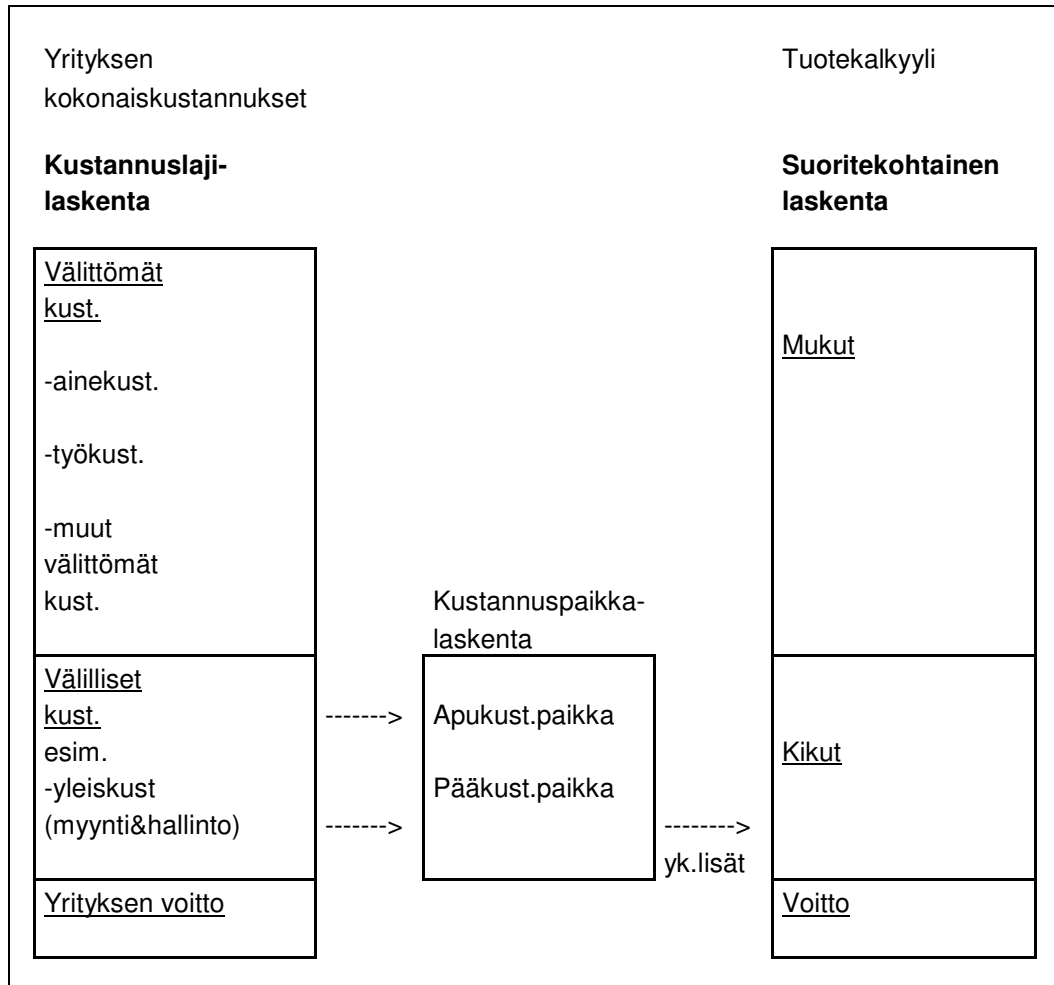 Yrityksen
kokonaiskustannukset
Tuotekalkyyli
Kustannuslaji-
laskenta
Suoritekohtainen
laskenta
Välittömät
kust.
-ainekust.
-työkust.
-muut
välittömät
kust.
Mukut
Kustannuspaikka-
laskenta
Välilliset
kust.
esim.
-yleiskust
(myynti&hallinto)
------->
------->
Apukust.paikka
Pääkust.paikka
-------->
yk.lisät
Kikut
Yrityksen voitto
Voitto